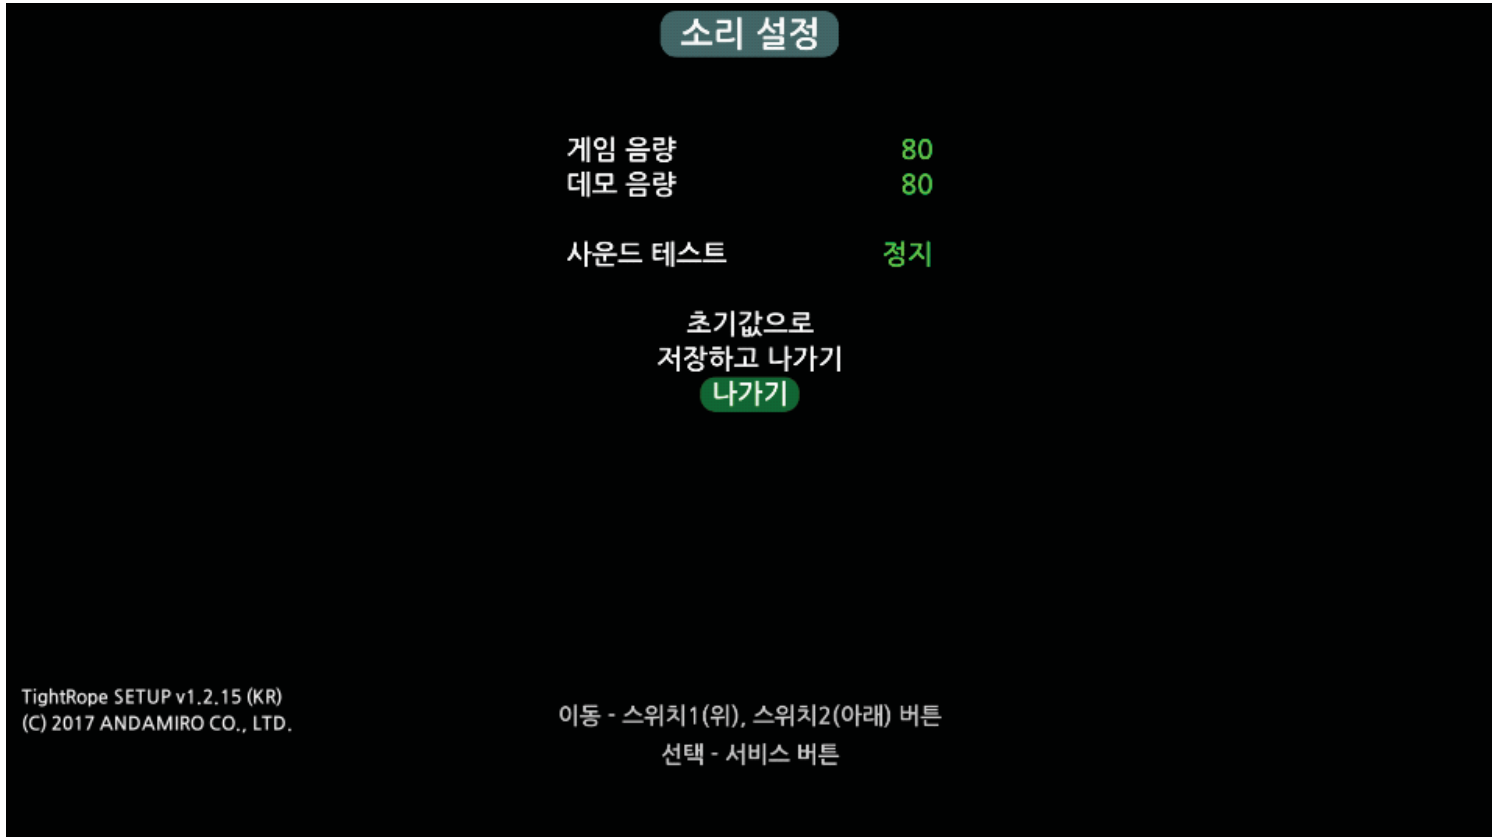 소리 설정
게임 음량 80
데모 음량 80
사운드 테스트 정지
초기값으로
저장하고 나가기
나가기
TightRope SETUP v1.2.15 (KR)
(C) 2017 ANDAMIRO CO., LTD.
이동 - 스위치1(위), 스위치2(아래) 버튼
선택 - 서비스 버튼